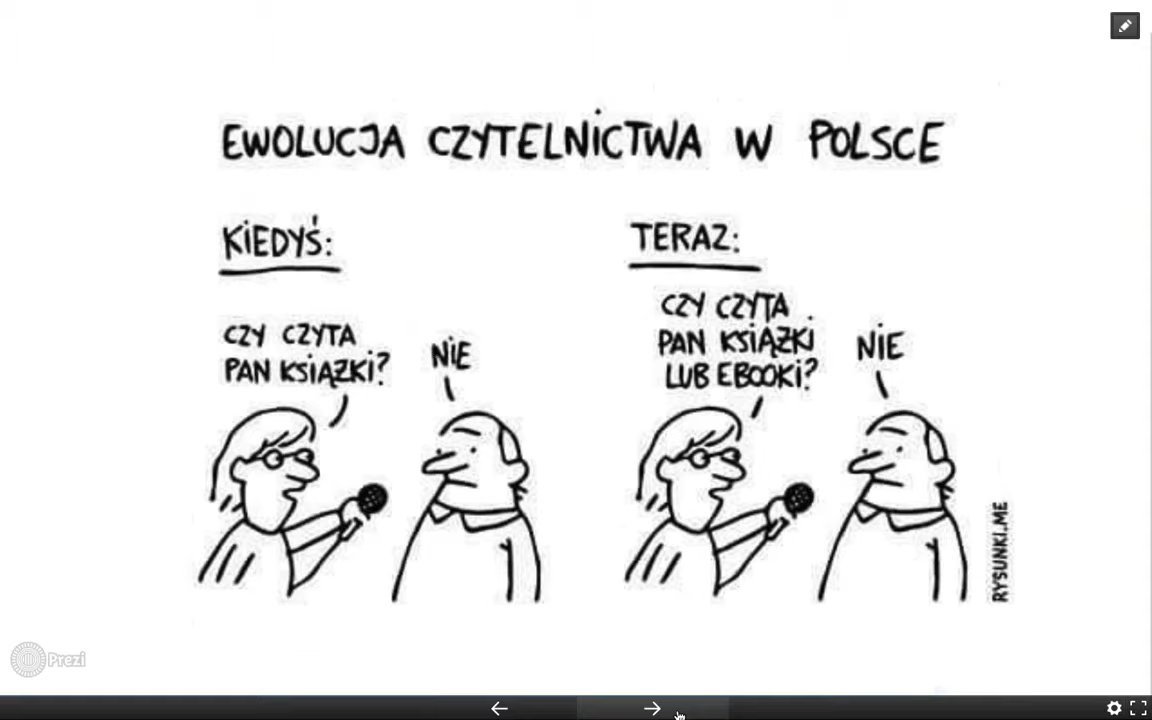 EWOLUCJA CZYTELNICTWA W POLSCE
KIEDYŚ:
CZY CZYTA
PAN KSIĄZKI?
NIE
TERAZ:
CZY CZYTA
PAN KSIĄŻKI
LUB EBOOKI?
NIE
RYSUNKI.ME
Prezi